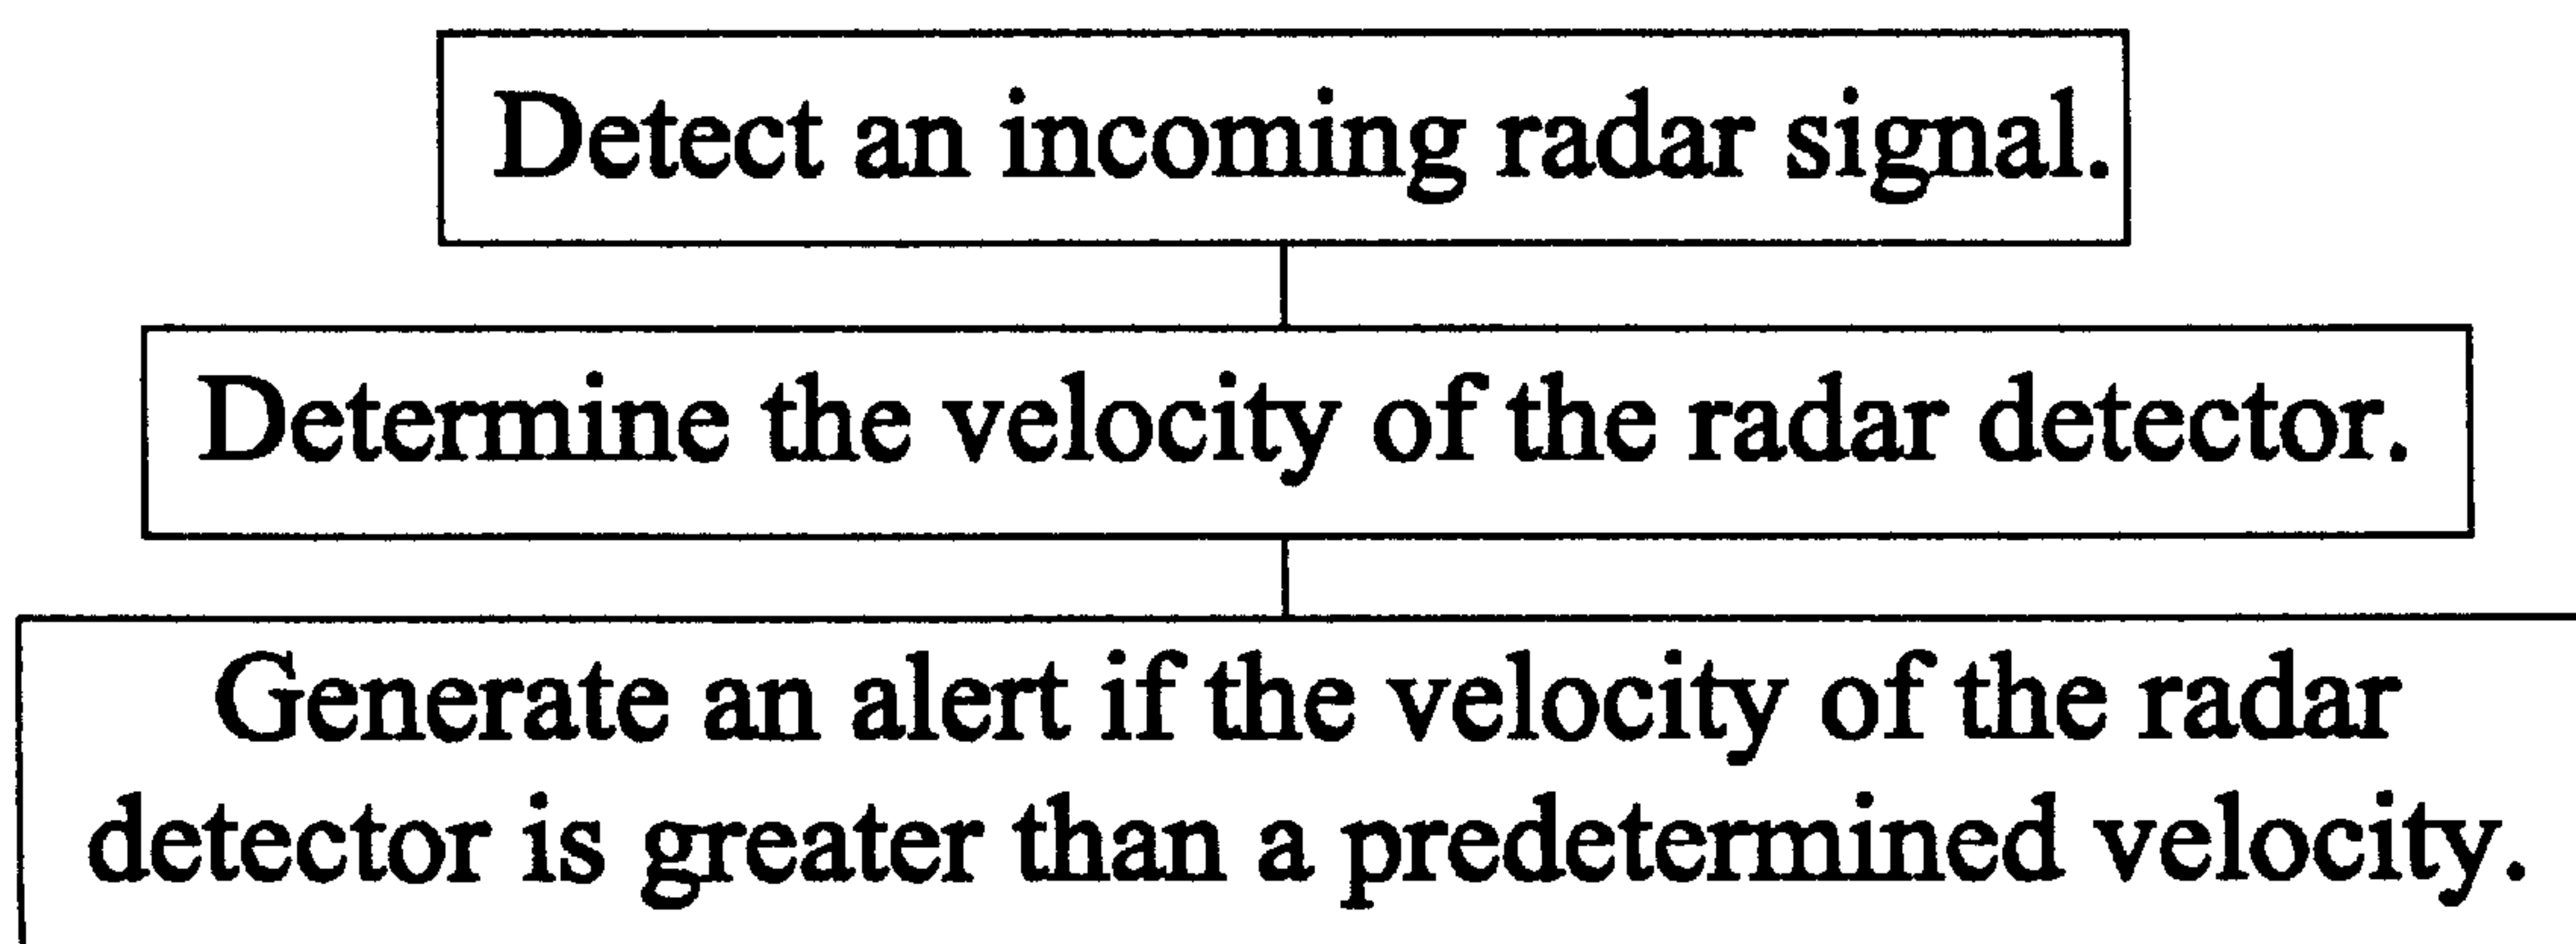 Detect an incoming radar signal.
Determine the velocity of the radar detector.
Generate an alert if the velocity of the radar
detector is greater than a predetermined velocity.